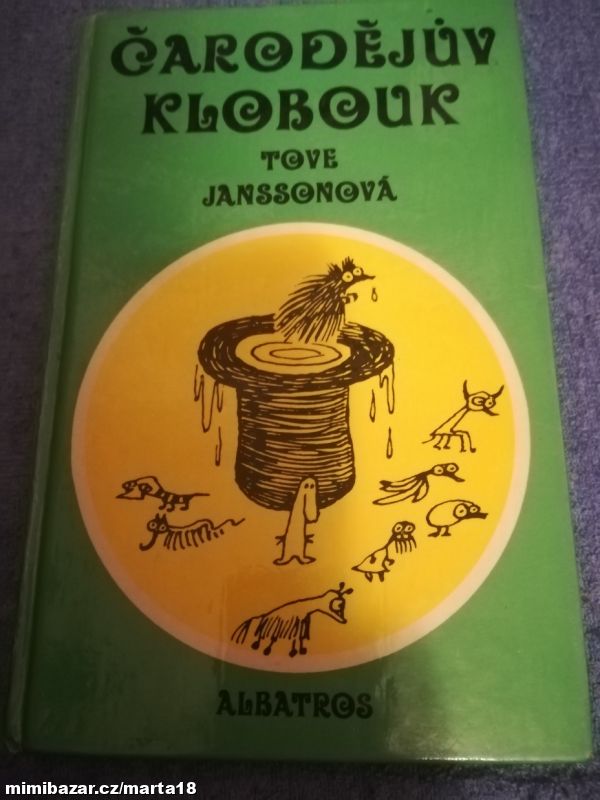 ČARODĚJŮV
KLOBOUK
TOVE
JANSSONOVÁ
ALBATROS
mimibazar.cz/marta18